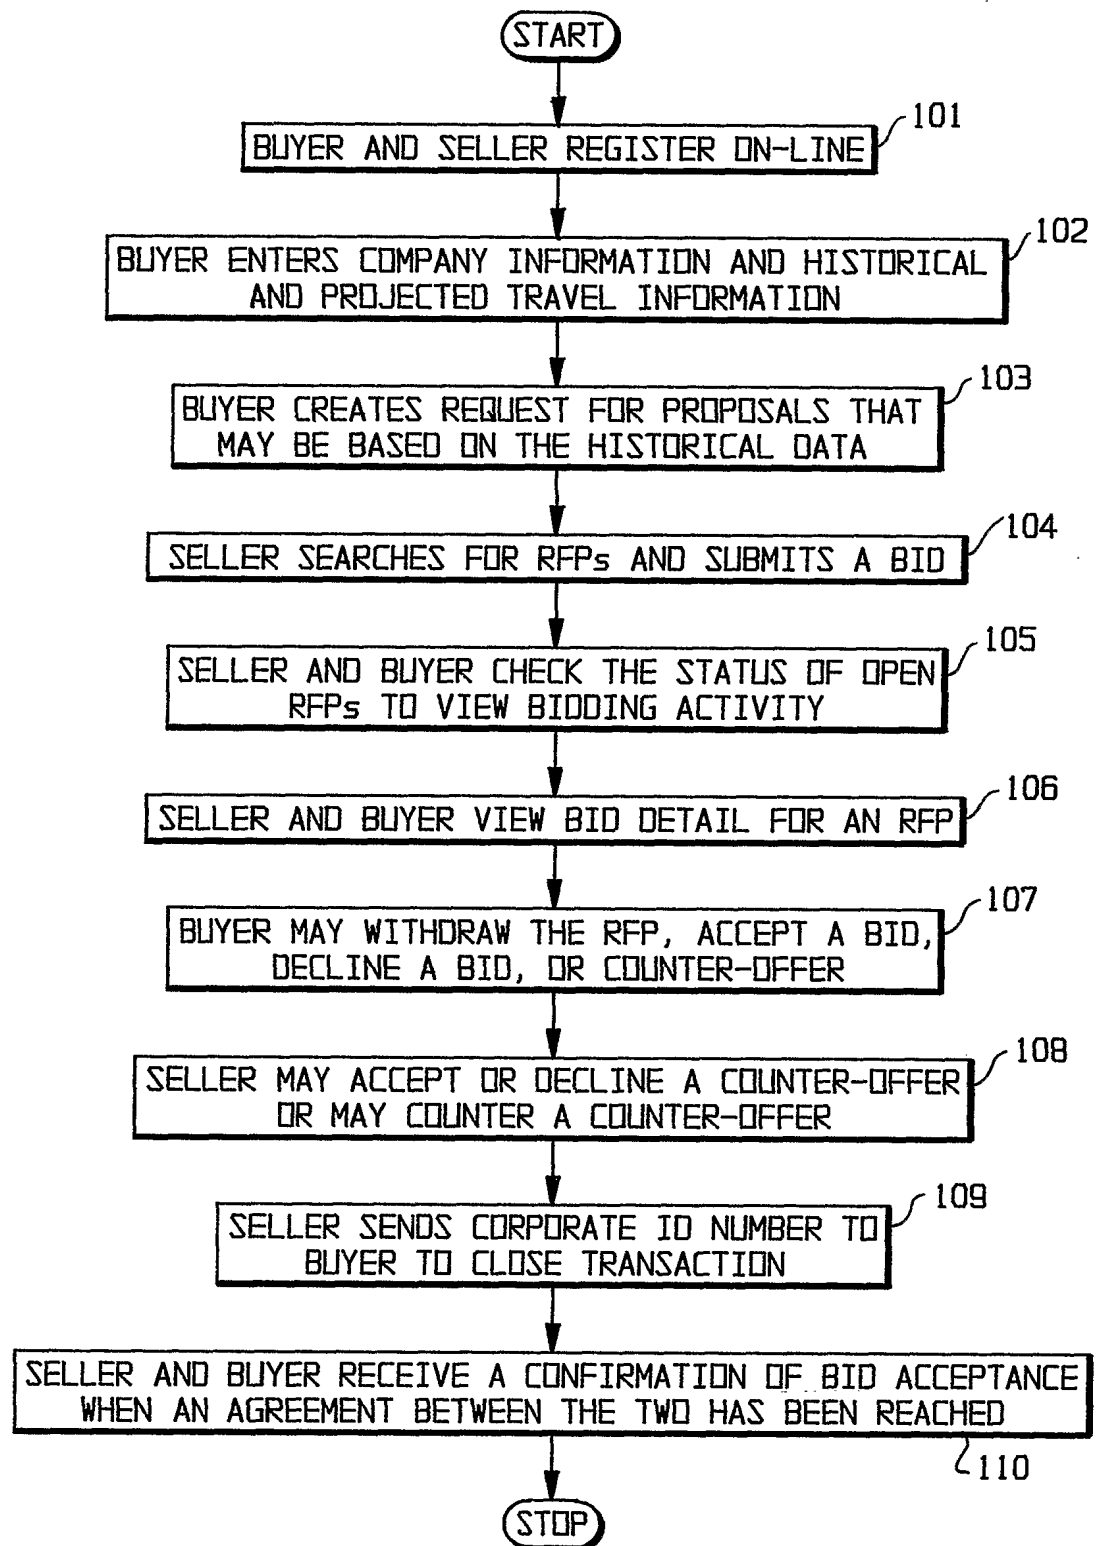 START
101
BUYER AND SELLER REGISTER ON-LINE
102
BUYER ENTERS COMPANY INFORMATION AND HISTORICAL
AND PROJECTED TRAVEL INFORMATION
103
BUYER CREATES REQUEST FOR PROPOSALS THAT
MAY BE BASED ON THE HISTORICAL DATA
104
SELLER SEARCHES FOR RFPs AND SUBMITS A BID
105
SELLER AND BUYER CHECK THE STATUS OF OPEN
RFPs TO VIEW BIDDING ACTIVITY
106
SELLER AND BUYER VIEW BID DETAIL FOR AN RFP
107
BUYER MAY WITHDRAW THE RFP, ACCEPT A BID,
DECLINE A BID, OR COUNTER-OFFER
108
SELLER MAY ACCEPT OR DECLINE A COUNTER-OFFER
OR MAY COUNTER A COUNTER-OFFER
109
SELLER SENDS CORPORATE ID NUMBER TO
BUYER TO CLOSE TRANSACTION
SELLER AND BUYER RECEIVE A CONFIRMATION OF BID ACCEPTANCE
WHEN AN AGREEMENT BETWEEN THE TWO HAS BEEN REACHED
110
STOP